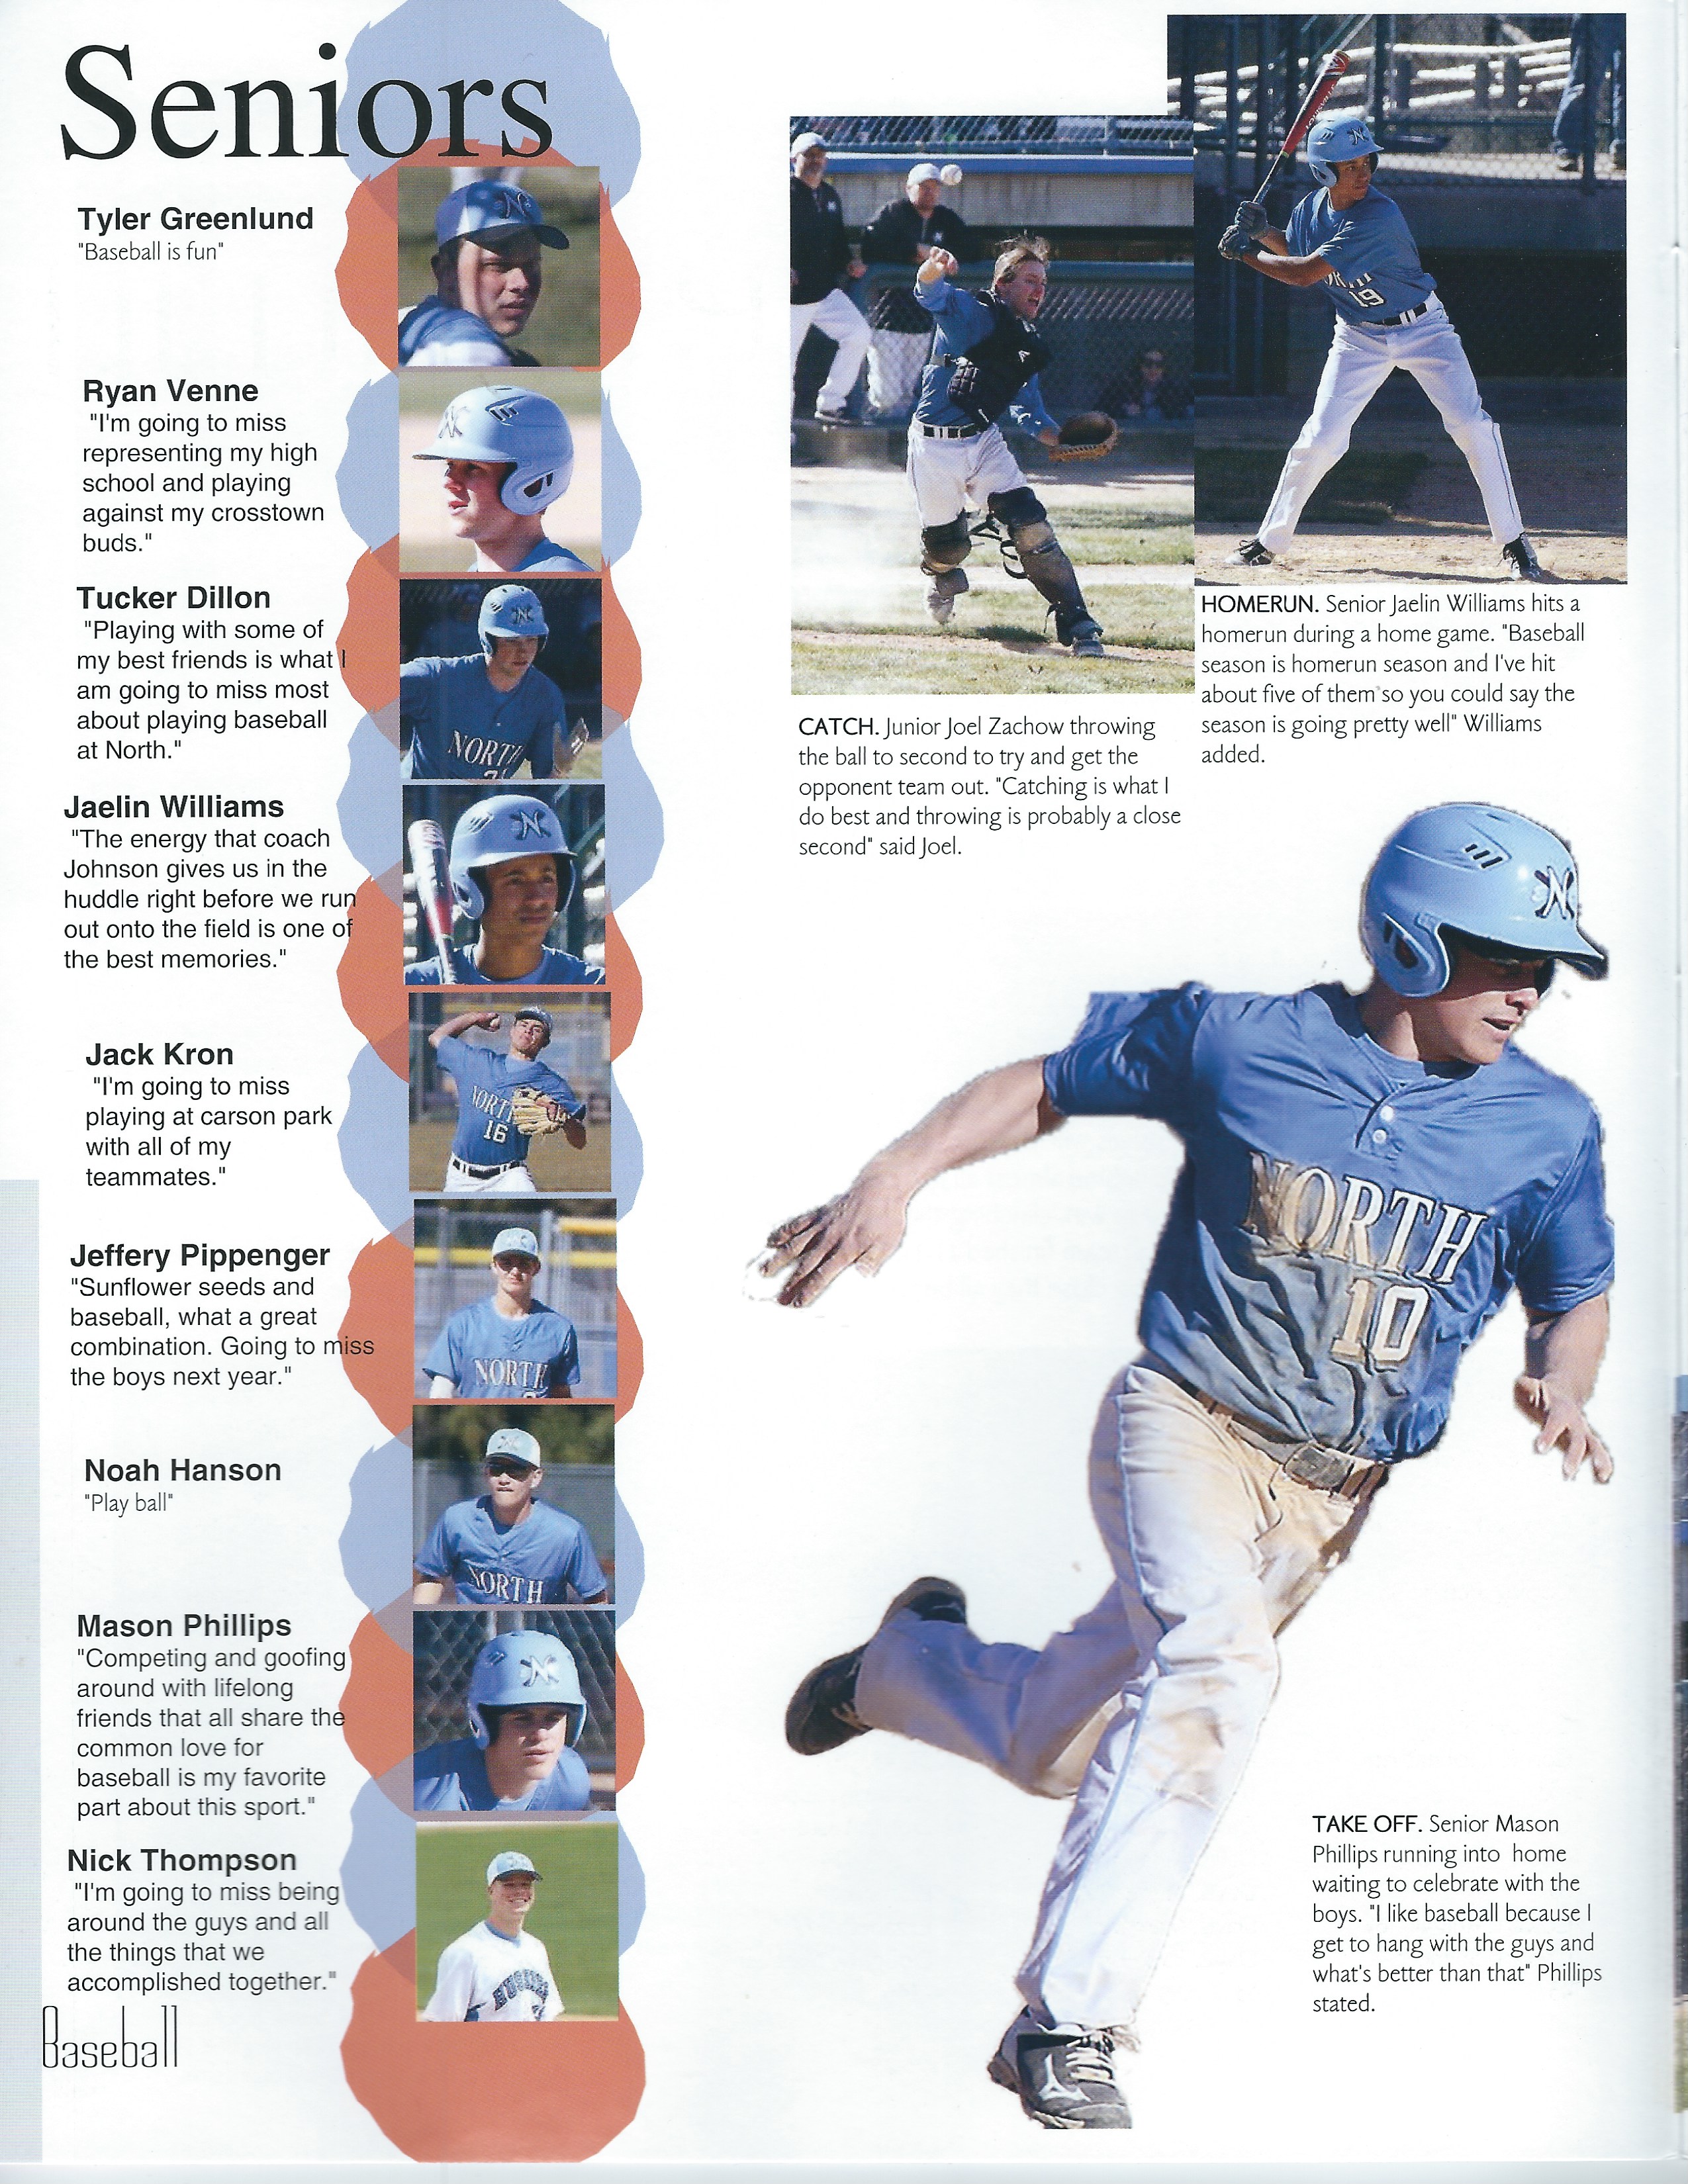 Seniors
Tyler Greenlund
"Baseball is fun"
Ryan Venne
"I'm going to miss
representing my high
school and playing
against my crosstown
buds."
Tucker Dillon
"Playing with some of
my best friends is what I
am going to miss most
about playing baseball
at North."
Jaelin Williams
"The energy that coach
Johnson gives us in the
huddle right before we run
out onto the field is one of
the best memories."
Jack Kron
"I'm going to miss
playing at carson park
with all of my
teammates."
Jeffery Pippenger
"Sunflower seeds and
baseball, what a great
combination. Going to miss
the boys next year."
Noah Hanson
"Play ball"
Mason Phillips
"Competing and goofing
around with lifelong
friends that all share the
common love for
baseball is my favorite
part about this sport."
Nick Thompson
"I'm going to miss being
around the guys and all
the things that we
accomplished together."
Baseball
N
N
N
NORTH
N
NORTH
16
NORTH
NORTH
N
HUSKIES
CATCH. Junior Joel Zachow throwing
the ball to second to try and get the
opponent team out. "Catching is what I
do best and throwing is probably a close
second" said Joel.
N
19
HOMERUN. Senior Jaelin Williams hits a
homerun during a home game. "Baseball
season is homerun season and I've hit
about five of them so you could say the
season is going pretty well" Williams
added.
N
NORTH
10
TAKE OFF. Senior Mason
Phillips running into home
waiting to celebrate with the
boys. "I like baseball because I
get to hang with the guys and
what's better than that" Phillips
stated.